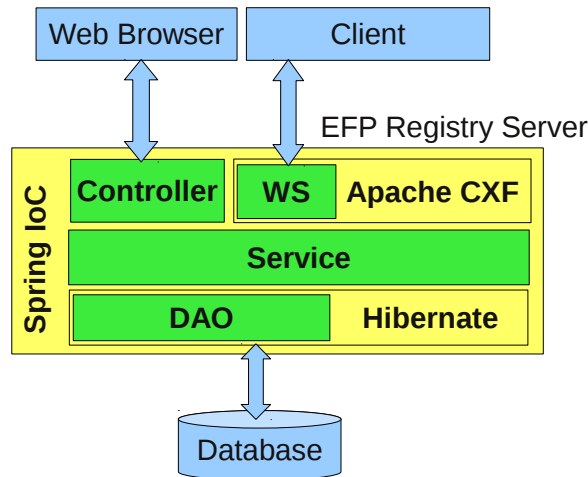 Web Browser
Client
EFP Registry Server
Spring IoC
Controller
WS
Apache CXF
Service
DAO
Hibernate
Database